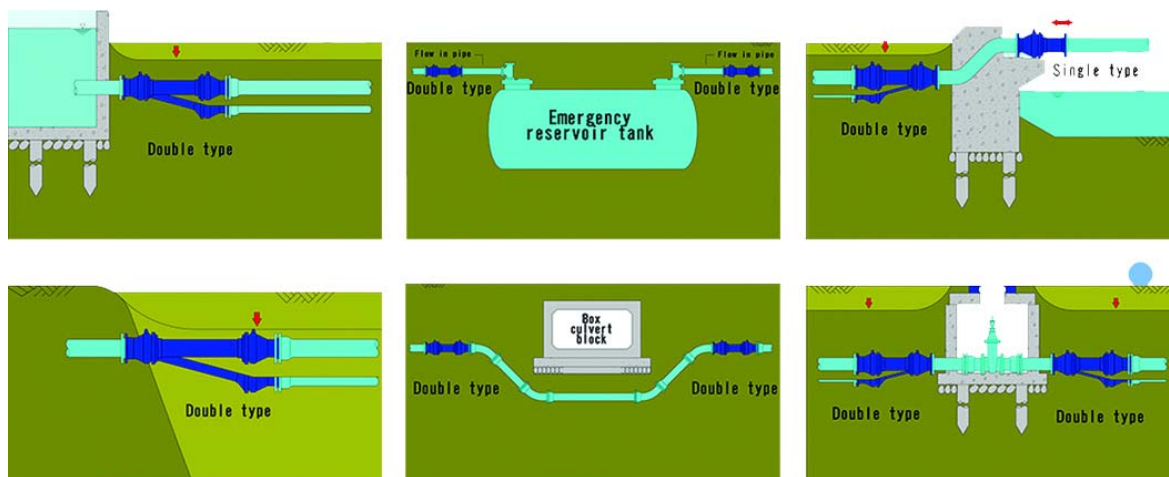 Double type
Flow in pipe
Flow in pipe
Double type
Double type
Emergency
reservoir tank
Single type
Double type
Double type
Box
culvert
block
Double type
Double type
Double type
Double type